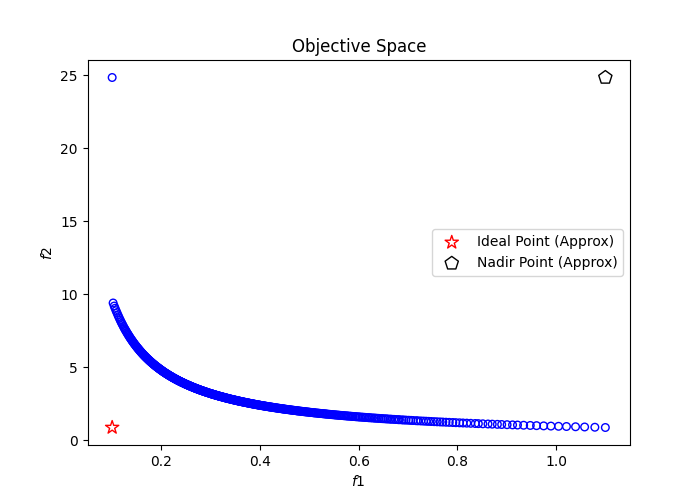 Objective Space
25
20
15
10
5
0
f2
Ideal Point (Approx)
Nadir Point (Approx)
0.2 0.4 0.6 0.8 1.0
f1